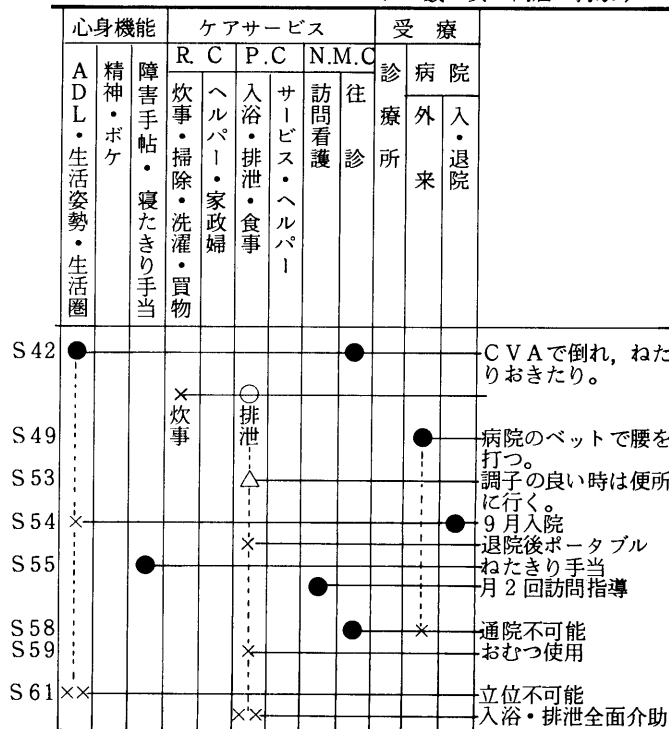 心身機能
ケアサービス
受療
R. C
P. C
N.M.C
診療所
病院
ADL・生活姿勢・生活圏
精神・ボケ
障害手帖・寝たきり手当
炊事・掃除・洗濯・買物
ヘルパー・家政婦
入浴・排泄・食事
サービス・ヘルパー
訪問看護
往診
外来
入・退院
S42
CVAで倒れ，ねた
りおきたり。
炊事
排泄
S49
病院のベットで腰を
打つ。
S53
調子の良い時は便所
に行く。
S54
9月入院
退院後ポータブル
S55
ねたきり手当
月2回訪問指導
S58
通院不可能
S59
おむつ使用
S61
立位不可能
入浴・排泄全面介助